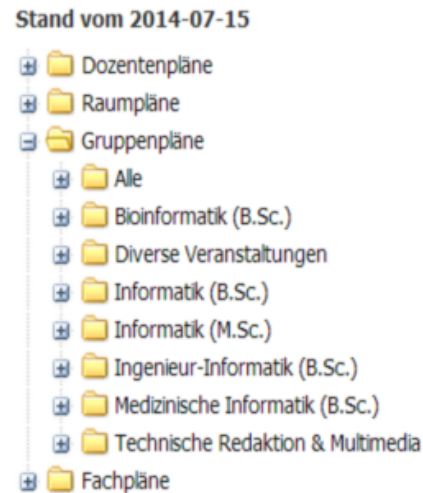 Stand vom 2014-07-15
Dozentenpläne
Raumpläne
Gruppenpläne
Alle
Bioinformatik (B.Sc.)
Diverse Veranstaltungen
Informatik (B.Sc.)
Informatik (M.Sc.)
Ingenieur-Informatik (B.Sc.)
Medizinische Informatik (B.Sc.)
Technische Redaktion & Multimedia
Fachpläne